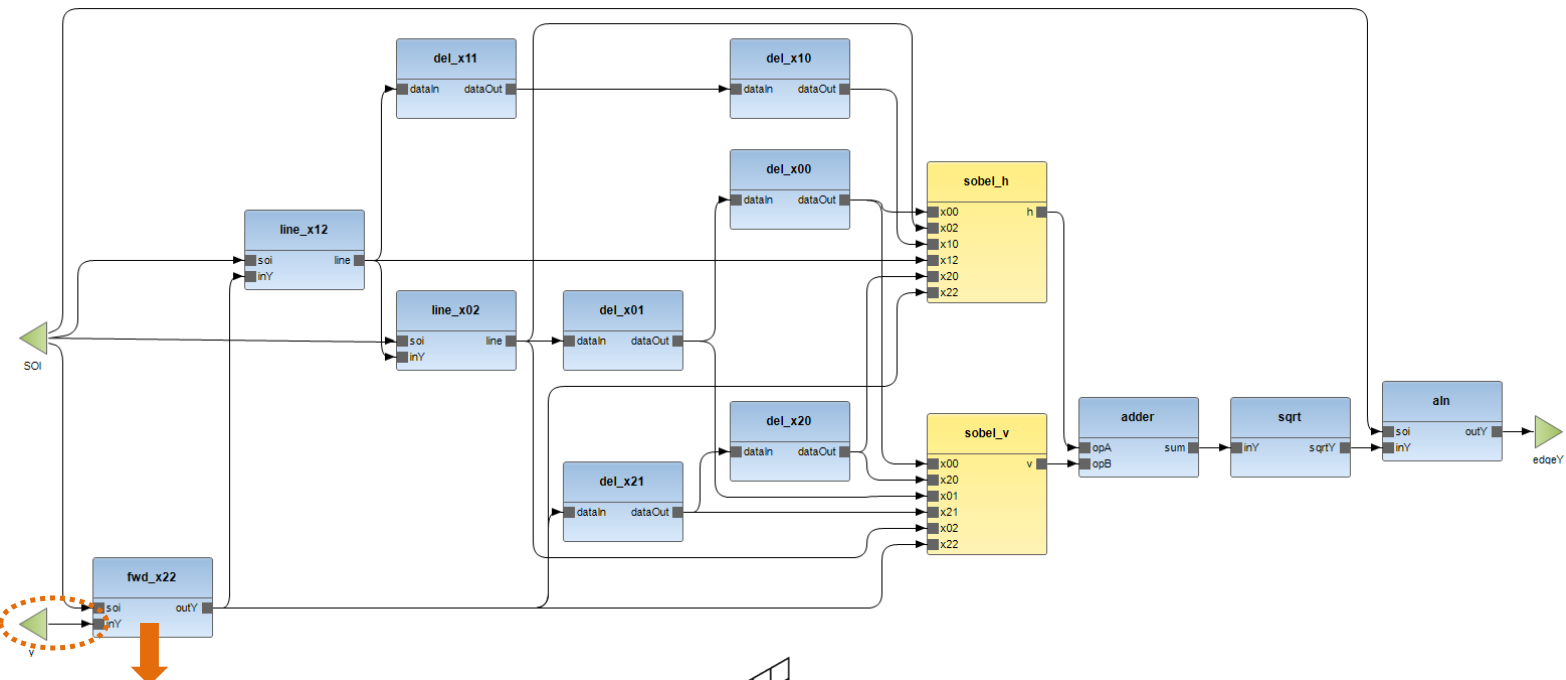 del_x11
dataIn dataOut
del_x10
dataIn dataOut
del_x00
dataIn dataOut
sobel_h
x00 h
x02
x10
x12
x20
x22
line_x12
soi line
inY
line_x02
soi line
inY
del_x01
dataIn dataOut
SOI
del_x20
dataIn dataOut
del_x21
dataIn dataOut
sobel_v
x00 v
x20
x01
x21
x02
x22
adder
opA sum
opB
sqrt
inY sqrtY
aln
soi outY
inY
edgeY
fwd_x22
soi outY
inY
y